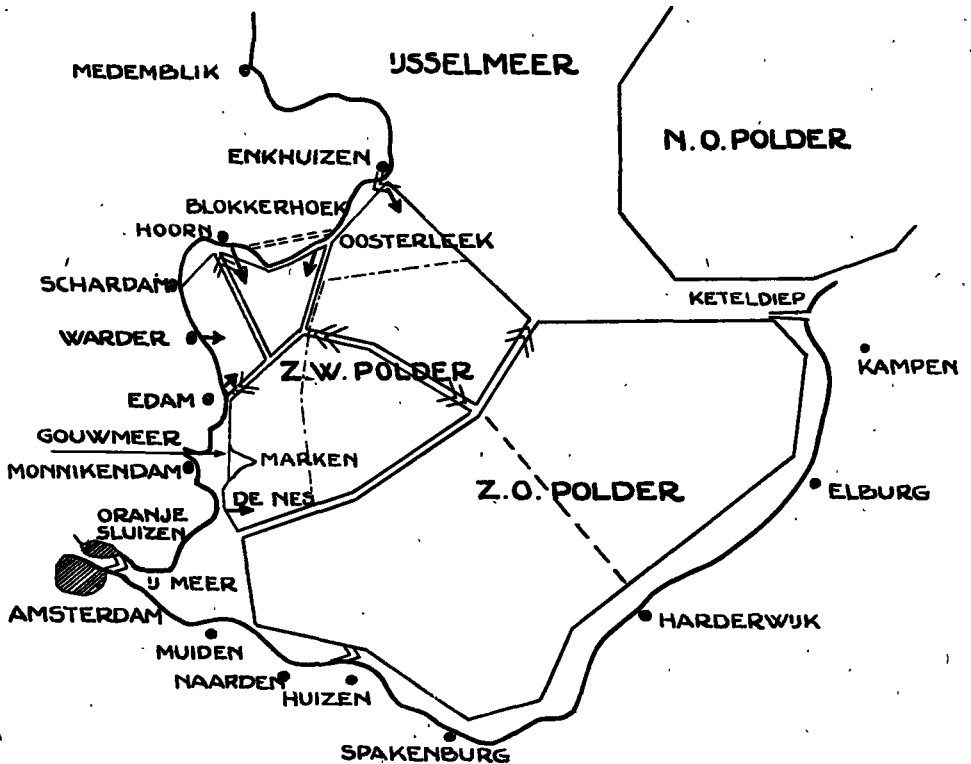 IJSSELMEER
MEDEMBLIK
N.O. POLDER
ENKHUIZEN
BLOKKERHOEK
HOORN
OOSTERLEEK
SCHARDAM
KETELDIEP
WARDER
KAMPEN
Z.W. POLDER
EDAM
GOUWMEER
MARKEN
MONNIKENDAM
Z.O. POLDER
ELBURG
DE NES
ORANJE
SLUIZEN
IJ MEER
AMSTERDAM
HARDERWIJK
MUIDEN
NAARDEN
HUIZEN
SPAKENBURG